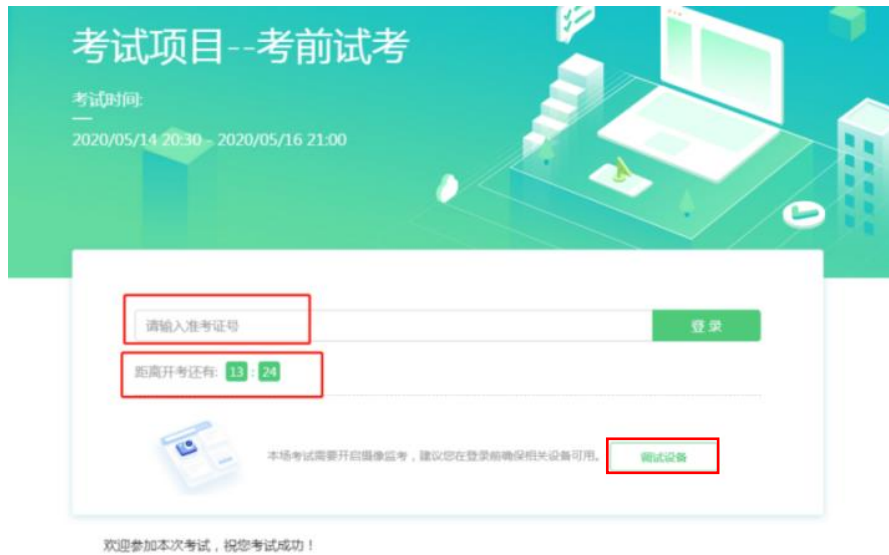 考试项目--考前试考
考试时间:
2020/05/14 20:30 - 2020/05/16 21:00
请输入准考证号
登录
距离开考还有: 13 : 24
本场考试需要开启摄像监考，建议您在登录前确保相关设备可用。
调试设备
欢迎参加本次考试，祝您考试成功！